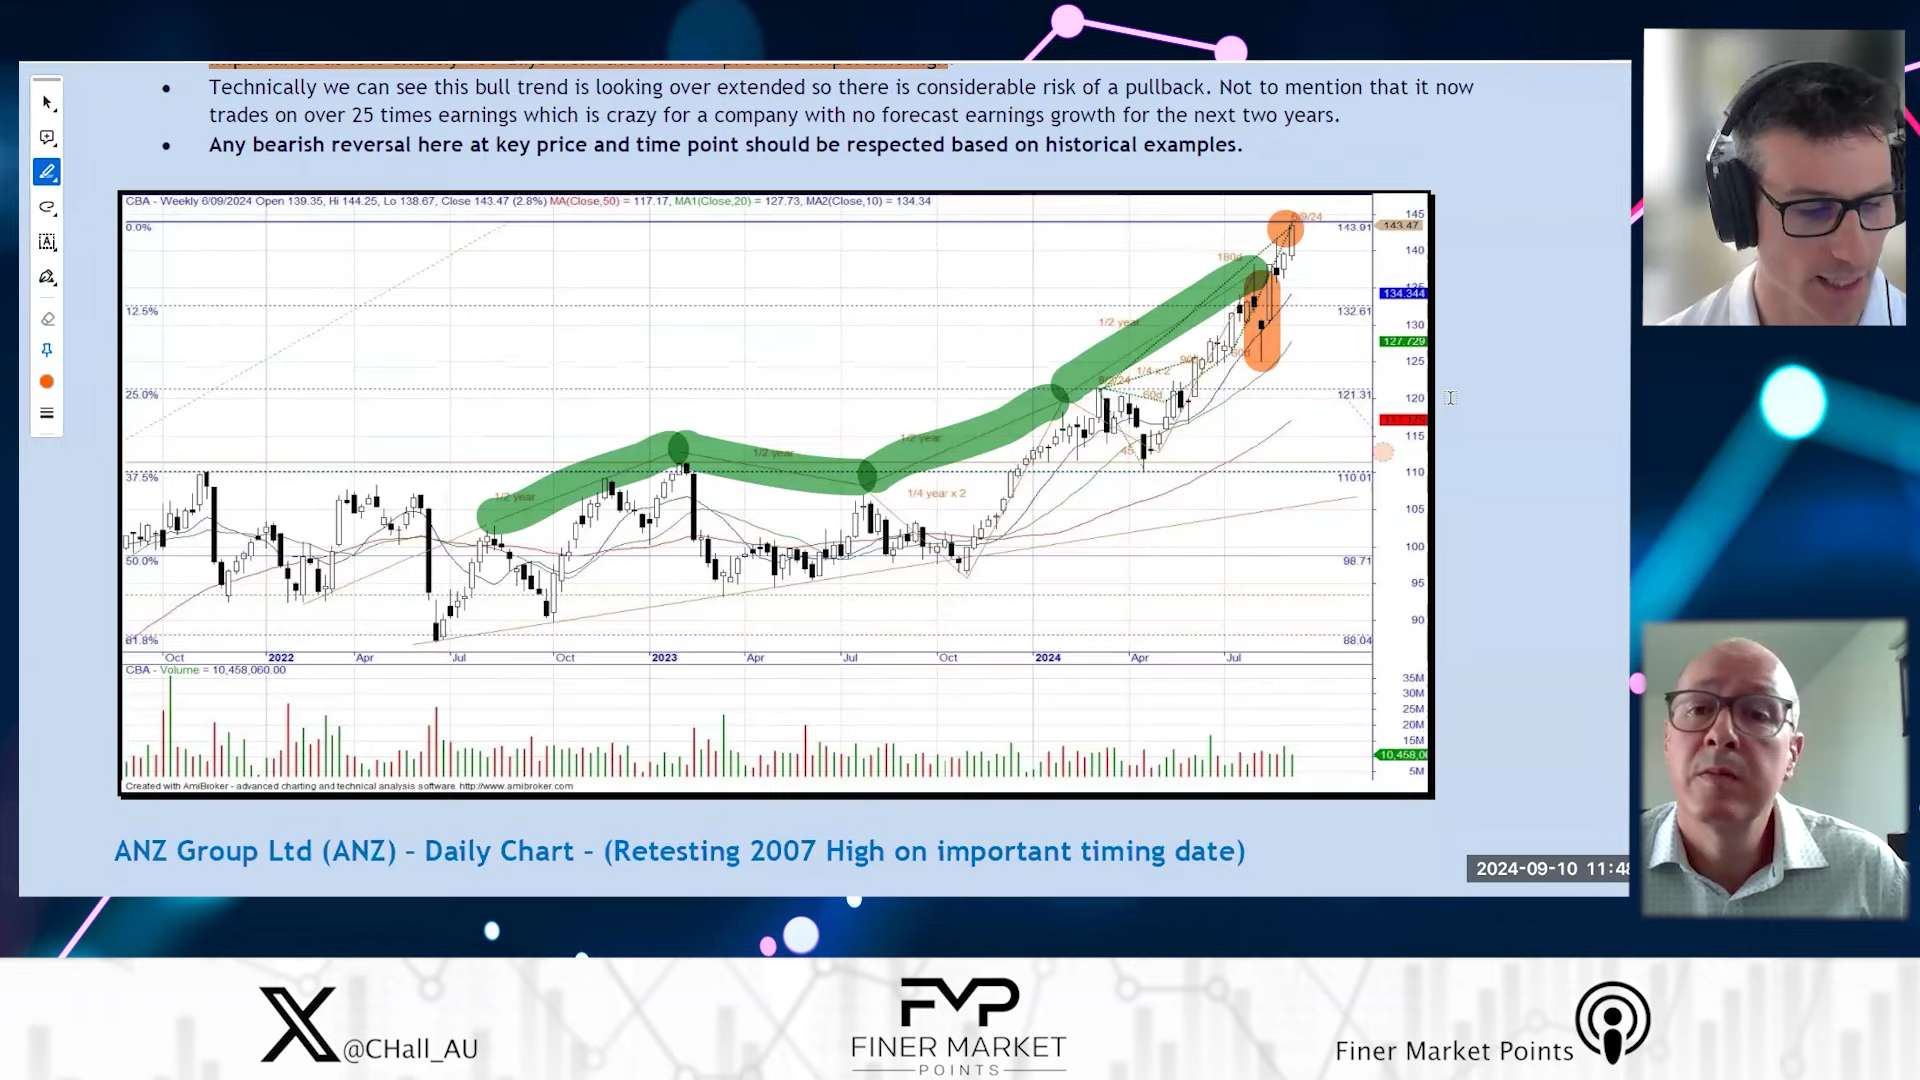 Technically we can see this bull trend is looking over extended so there is considerable risk of a pullback. Not to mention that it now
trades on over 25 times earnings which is crazy for a company with no forecast earnings growth for the next two years.
Any bearish reversal here at key price and time point should be respected based on historical examples.
CBA - Weekly 6/09/2024 Open 139.35, Hi 144.25, Lo 138.67, Close 143.47 (2.8%) MA(Close,50) = 117.17, MA1(Close,20) = 127.73, MA2(Close,10) = 134.34
0.0% 143.91
12.5% 132.61
25.0% 121.31
37.5% 110.01
50.0% 98.71
61.8% 88.04
145
143.47
140
134.344
130
127.729
125
120
115
110
105
100
95
90
180d
1/2 year
1/4 x 2
60d
1/2 year
1/2 year
1/2 year
1/4 year x 2
45
Oct 2022 Apr Jul Oct 2023 Apr Jul Oct 2024 Apr Jul
CBA - Volume = 10,458,060.00
35M
30M
25M
20M
15M
5M
Created with AmiBroker - advanced charting and technical analysis software. http://www.amibroker.com
ANZ Group Ltd (ANZ) – Daily Chart – (Retesting 2007 High on important timing date)
2024-09-10 11:48
@CHall_AU
FMP
FINER MARKET
POINTS
Finer Market Points